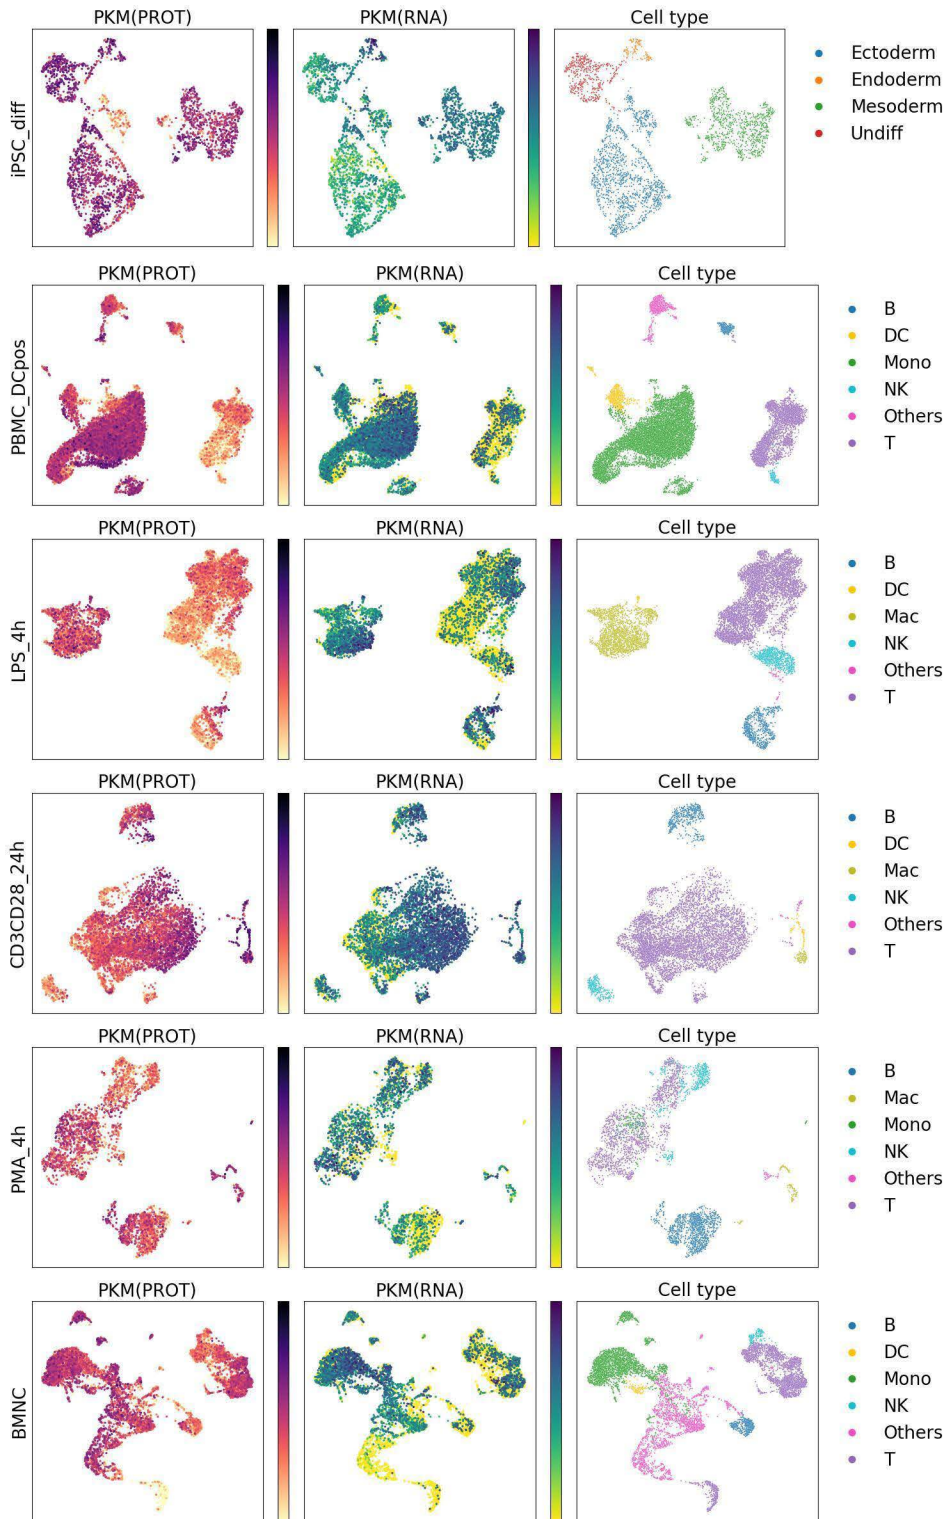 PKM(PROT) PKM(RNA) Cell type
iPSC_diff
Ectoderm
Endoderm
Mesoderm
Undiff
PKM(PROT) PKM(RNA) Cell type
PBMC_DCpos
B
DC
Mono
NK
Others
T
PKM(PROT) PKM(RNA) Cell type
LPS_4h
B
DC
Mac
NK
Others
T
PKM(PROT) PKM(RNA) Cell type
CD3CD28_24h
B
DC
Mac
NK
Others
T
PKM(PROT) PKM(RNA) Cell type
PMA_4h
B
Mac
Mono
NK
Others
T
PKM(PROT) PKM(RNA) Cell type
BMNC
B
DC
Mono
NK
Others
T